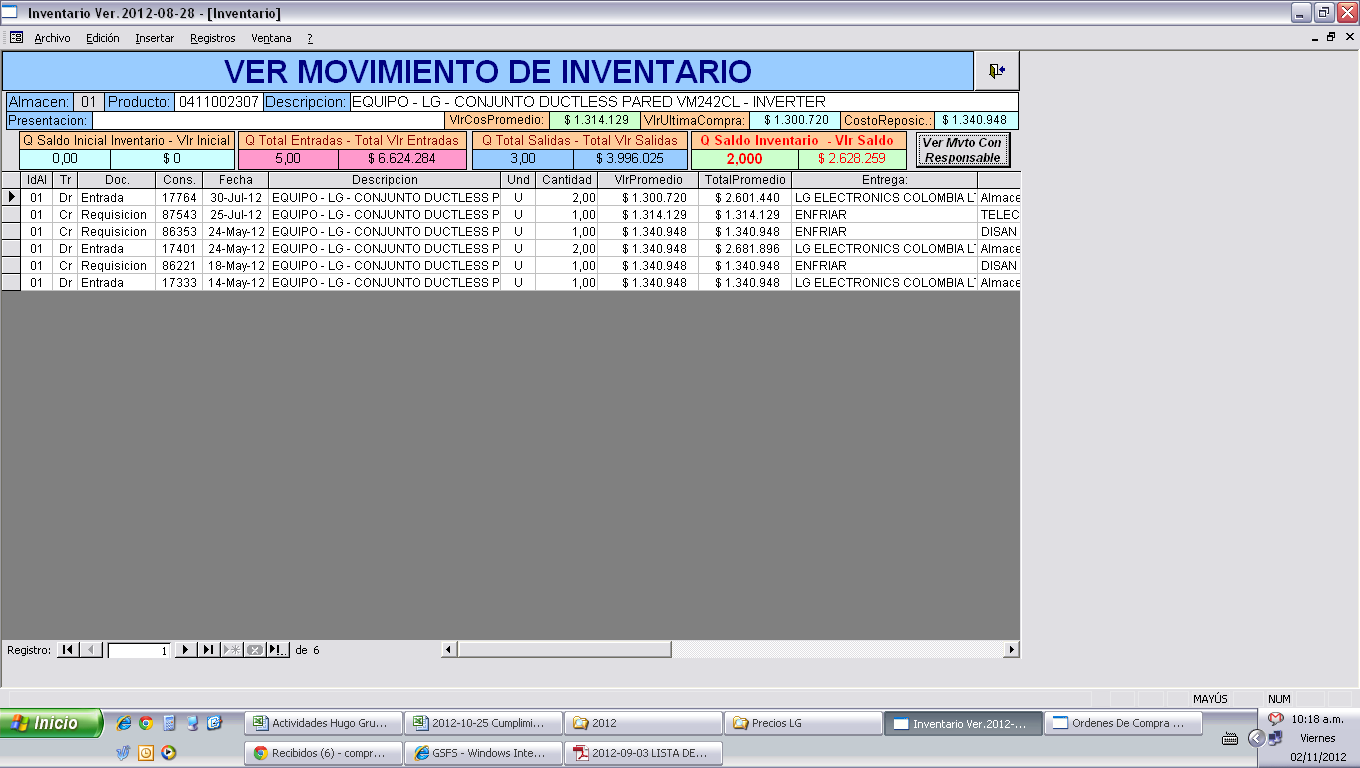 Inventario Ver. 2012-08-28 - [Inventario]
Archivo Edición Insertar Registros Ventana ?
VER MOVIMIENTO DE INVENTARIO
Almacen: 01 Producto: 0411002307 Descripcion: EQUIPO - LG - CONJUNTO DUCTLESS PARED VM242CL - INVERTER
Presentacion: VlrCosPromedio: $ 1.314.129 VlrUltimaCompra: $ 1.300.720 CostoReposic.: $ 1.340.948
Q Saldo Inicial Inventario - Vlr Inicial Q Total Entradas - Total Vlr Entradas Q Total Salidas - Total Vlr Salidas Q Saldo Inventario - Vlr Saldo Ver Mvto Con
0,00 $ 0 5,00 $ 6.624.284 3,00 $ 3.996.025 2,000 $ 2.628.259 Responsable
IdAl Tr Doc. Cons. Fecha Descripcion Und Cantidad VlrPromedio TotalPromedio Entrega:
01 Dr Entrada 17764 30-Jul-12 EQUIPO - LG - CONJUNTO DUCTLESS P U 2,00 $ 1.300.720 $ 2.601.440 LG ELECTRONICS COLOMBIA LT Almace
01 Cr Requisicion 87543 25-Jul-12 EQUIPO - LG - CONJUNTO DUCTLESS P U 1,00 $ 1.314.129 $ 1.314.129 ENFRIAR TELEC
01 Cr Requisicion 86353 24-May-12 EQUIPO - LG - CONJUNTO DUCTLESS P U 1,00 $ 1.340.948 $ 1.340.948 ENFRIAR DISAN
01 Dr Entrada 17401 24-May-12 EQUIPO - LG - CONJUNTO DUCTLESS P U 2,00 $ 1.340.948 $ 2.681.896 LG ELECTRONICS COLOMBIA LT Almace
01 Cr Requisicion 86221 18-May-12 EQUIPO - LG - CONJUNTO DUCTLESS P U 1,00 $ 1.340.948 $ 1.340.948 ENFRIAR DISAN
01 Dr Entrada 17333 14-May-12 EQUIPO - LG - CONJUNTO DUCTLESS P U 1,00 $ 1.340.948 $ 1.340.948 LG ELECTRONICS COLOMBIA LT Almace
Registro: 1 de 6
MAYÚS NUM
Inicio Actividades Hugo Gru... 2012-10-25 Cumplimi... 2012 Precios LG Inventario Ver.2012-... Ordenes De Compra ... 10:18 a.m.
Viernes
Recibidos (6) - compr... GSFS - Windows Inte... 2012-09-03 LISTA DE... 02/11/2012